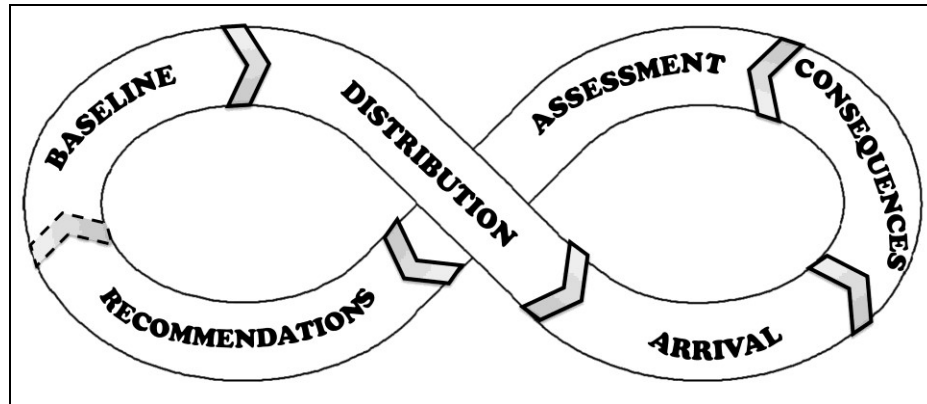 BASELINE
DISTRIBUTION
ASSESSMENT
CONSEQUENCES
ARRIVAL
RECOMMENDATIONS